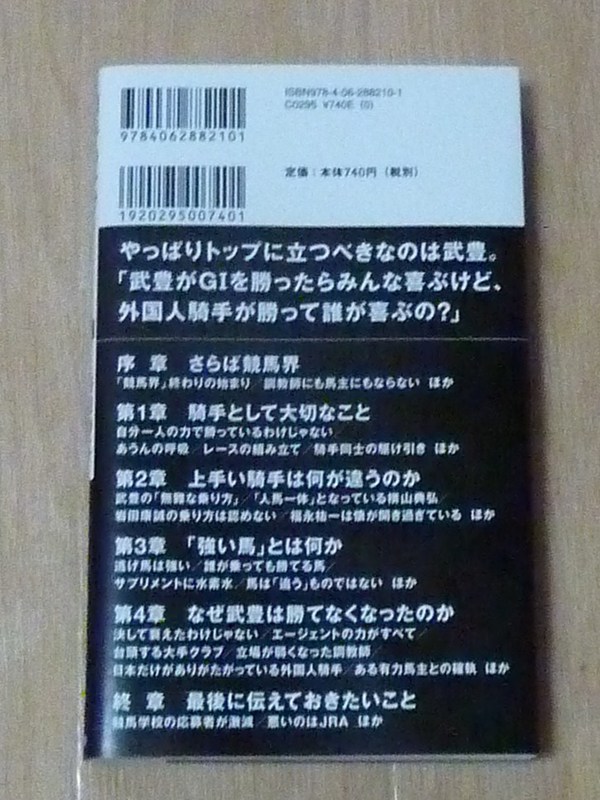 ISBN978-4-06-288210-1
C0295 ¥740E (0)
9784062882101
定価：本体740円（税別）
1920295007401
やっぱりトップに立つべきなのは武豊。
「武豊がGIを勝ったらみんな喜ぶけど、
外国人騎手が勝って誰が喜ぶの？」
序 章 さらば競馬界
「競馬界」終わりの始まり／調教師にも馬主にもならない ほか
第1章 騎手として大切なこと
自分一人の力で勝っているわけじゃない／
あうんの呼吸／レースの組み立て／騎手同士の駆け引き ほか
第2章 上手い騎手は何が違うのか
武豊の「無難な乗り方」／「人馬一体」となっている横山典弘／
岩田康誠の乗り方は認めない／福永祐一は懐が開き過ぎている ほか
第3章 「強い馬」とは何か
逃げ馬は強い／誰が乗っても勝てる馬／
サプリメントに水素水／馬は「追う」ものではない ほか
第4章 なぜ武豊は勝てなくなったのか
決して衰えたわけじゃない／エージェントの力がすべて／
台頭する大手クラブ／立場が弱くなった調教師／
日本だけがありがたがっている外国人騎手／ある有力馬主との確執 ほか
終 章 最後に伝えておきたいこと
競馬学校の応募者が激減／悪いのはJRA ほか